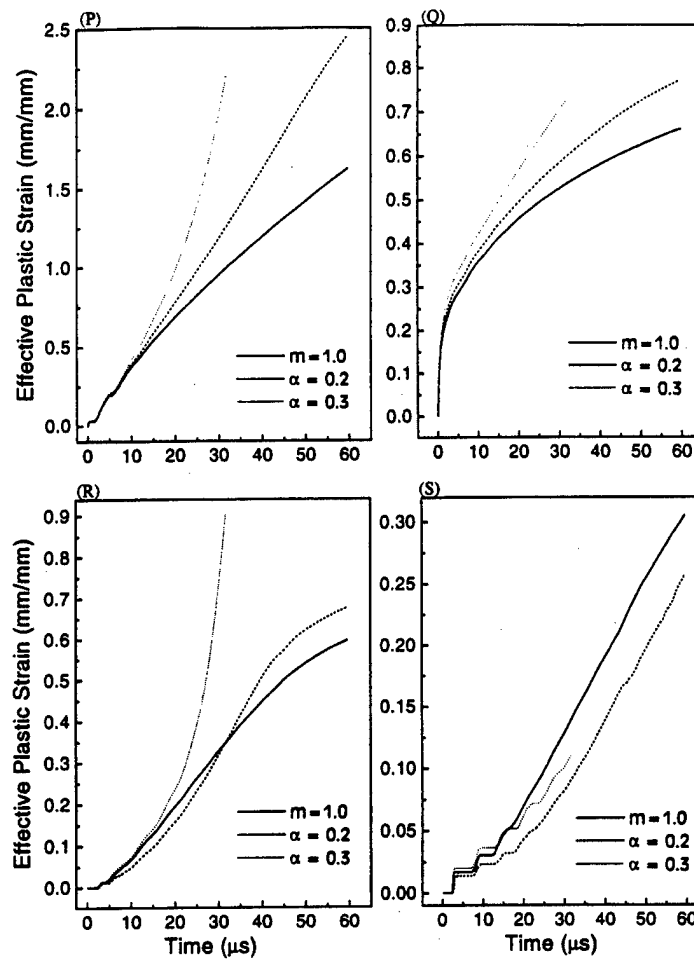 (P)
2.5
2.0
1.5
1.0
0.5
0.0
Effective Plastic Strain (mm/mm)
m = 1.0
α = 0.2
α = 0.3
0 10 20 30 40 50 60
(Q)
0.9
0.8
0.7
0.6
0.5
0.4
0.3
0.2
0.1
0.0
m = 1.0
α = 0.2
α = 0.3
0 10 20 30 40 50 60
(R)
0.9
0.8
0.7
0.6
0.5
0.4
0.3
0.2
0.1
0.0
Effective Plastic Strain (mm/mm)
m = 1.0
α = 0.2
α = 0.3
0 10 20 30 40 50 60
Time (μs)
(S)
0.30
0.25
0.20
0.15
0.10
0.05
0.00
m = 1.0
α = 0.2
α = 0.3
0 10 20 30 40 50 60
Time (μs)